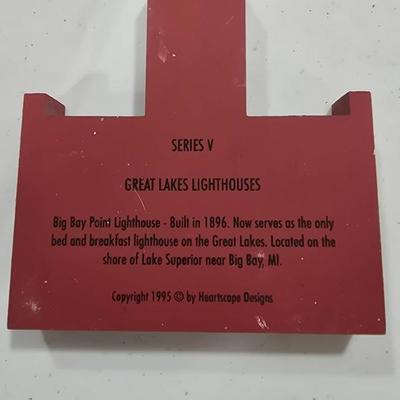 SERIES V
GREAT LAKES LIGHTHOUSES
Big Bay Point Lighthouse - Built in 1896. Now serves as the only
bed and breakfast lighthouse on the Great Lakes. Located on the
shore of Lake Superior near Big Bay, MI.
Copyright 1995 © by Heartscape Designs